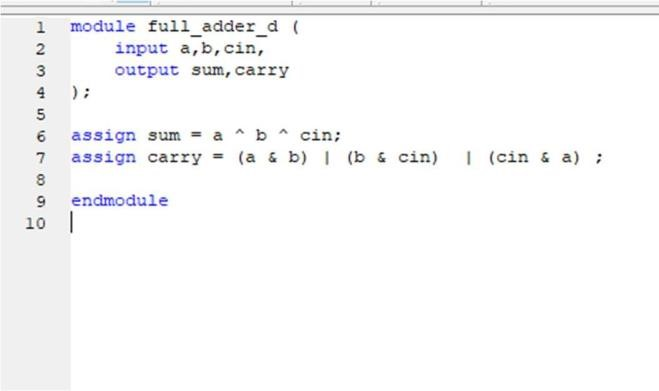 1 module full_adder_d (
2     input a,b,cin,
3     output sum,carry
4 );
5
6 assign sum = a ^ b ^ cin;
7 assign carry = (a & b) | (b & cin)  | (cin & a) ;
8
9 endmodule
10